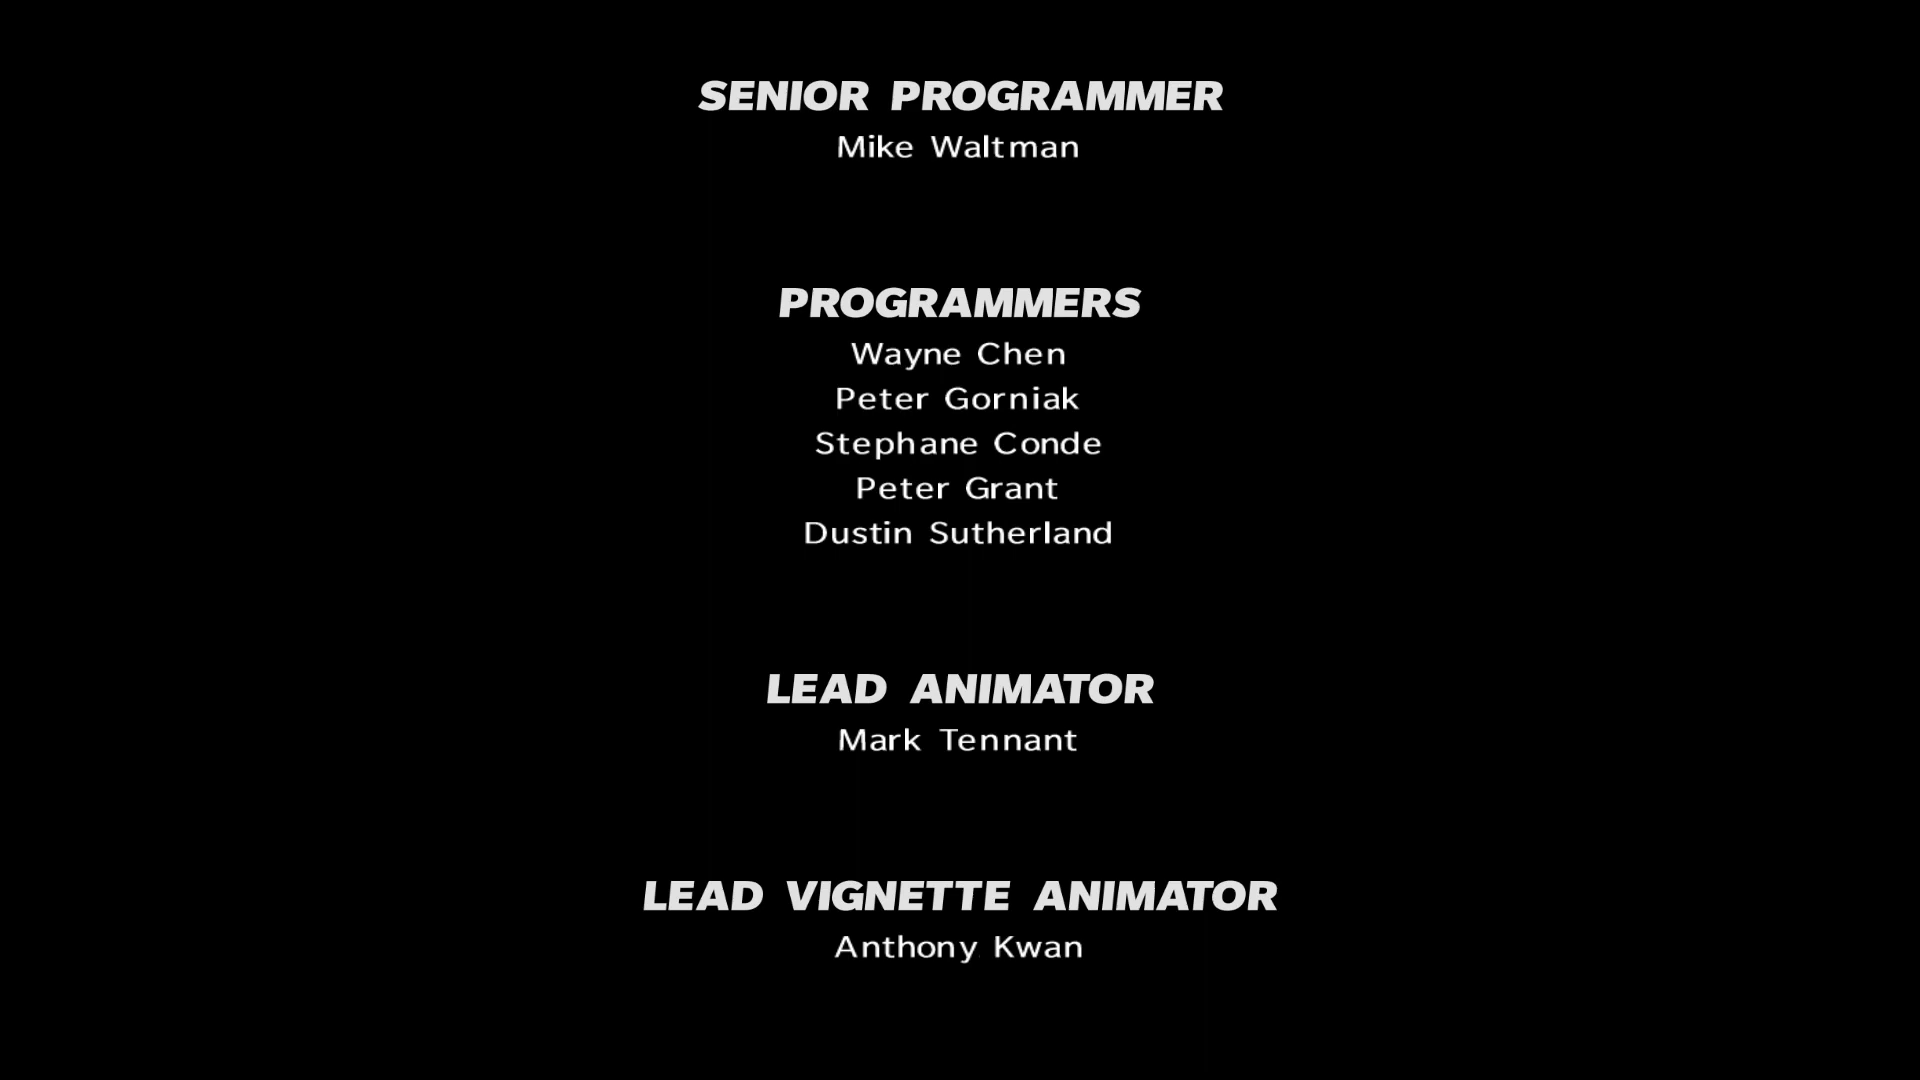 SENIOR PROGRAMMER
Mike Waltman
PROGRAMMERS
Wayne Chen
Peter Gorniak
Stephane Conde
Peter Grant
Dustin Sutherland
LEAD ANIMATOR
Mark Tennant
LEAD VIGNETTE ANIMATOR
Anthony Kwan